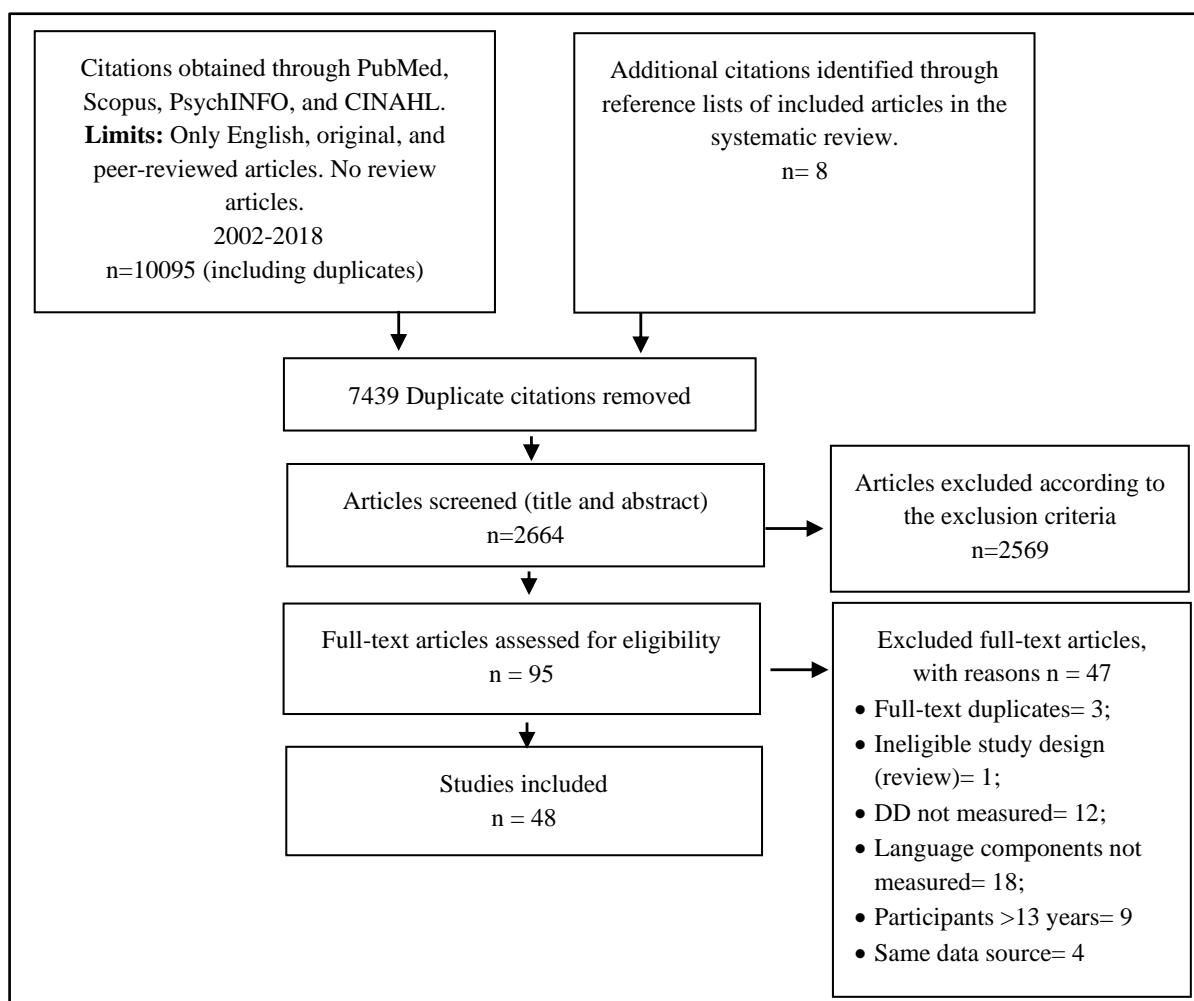 Citations obtained through PubMed,
Scopus, PsychINFO, and CINAHL.
Limits: Only English, original, and
peer-reviewed articles. No review
articles.
2002-2018
n=10095 (including duplicates)
Additional citations identified through
reference lists of included articles in the
systematic review.
n= 8
7439 Duplicate citations removed
Articles screened (title and abstract)
n=2664
Articles excluded according to
the exclusion criteria
n=2569
Full-text articles assessed for eligibility
n = 95
Excluded full-text articles,
with reasons n = 47
• Full-text duplicates= 3;
• Ineligible study design
(review)= 1;
• DD not measured= 12;
• Language components not
measured= 18;
• Participants >13 years= 9
• Same data source= 4
Studies included
n = 48